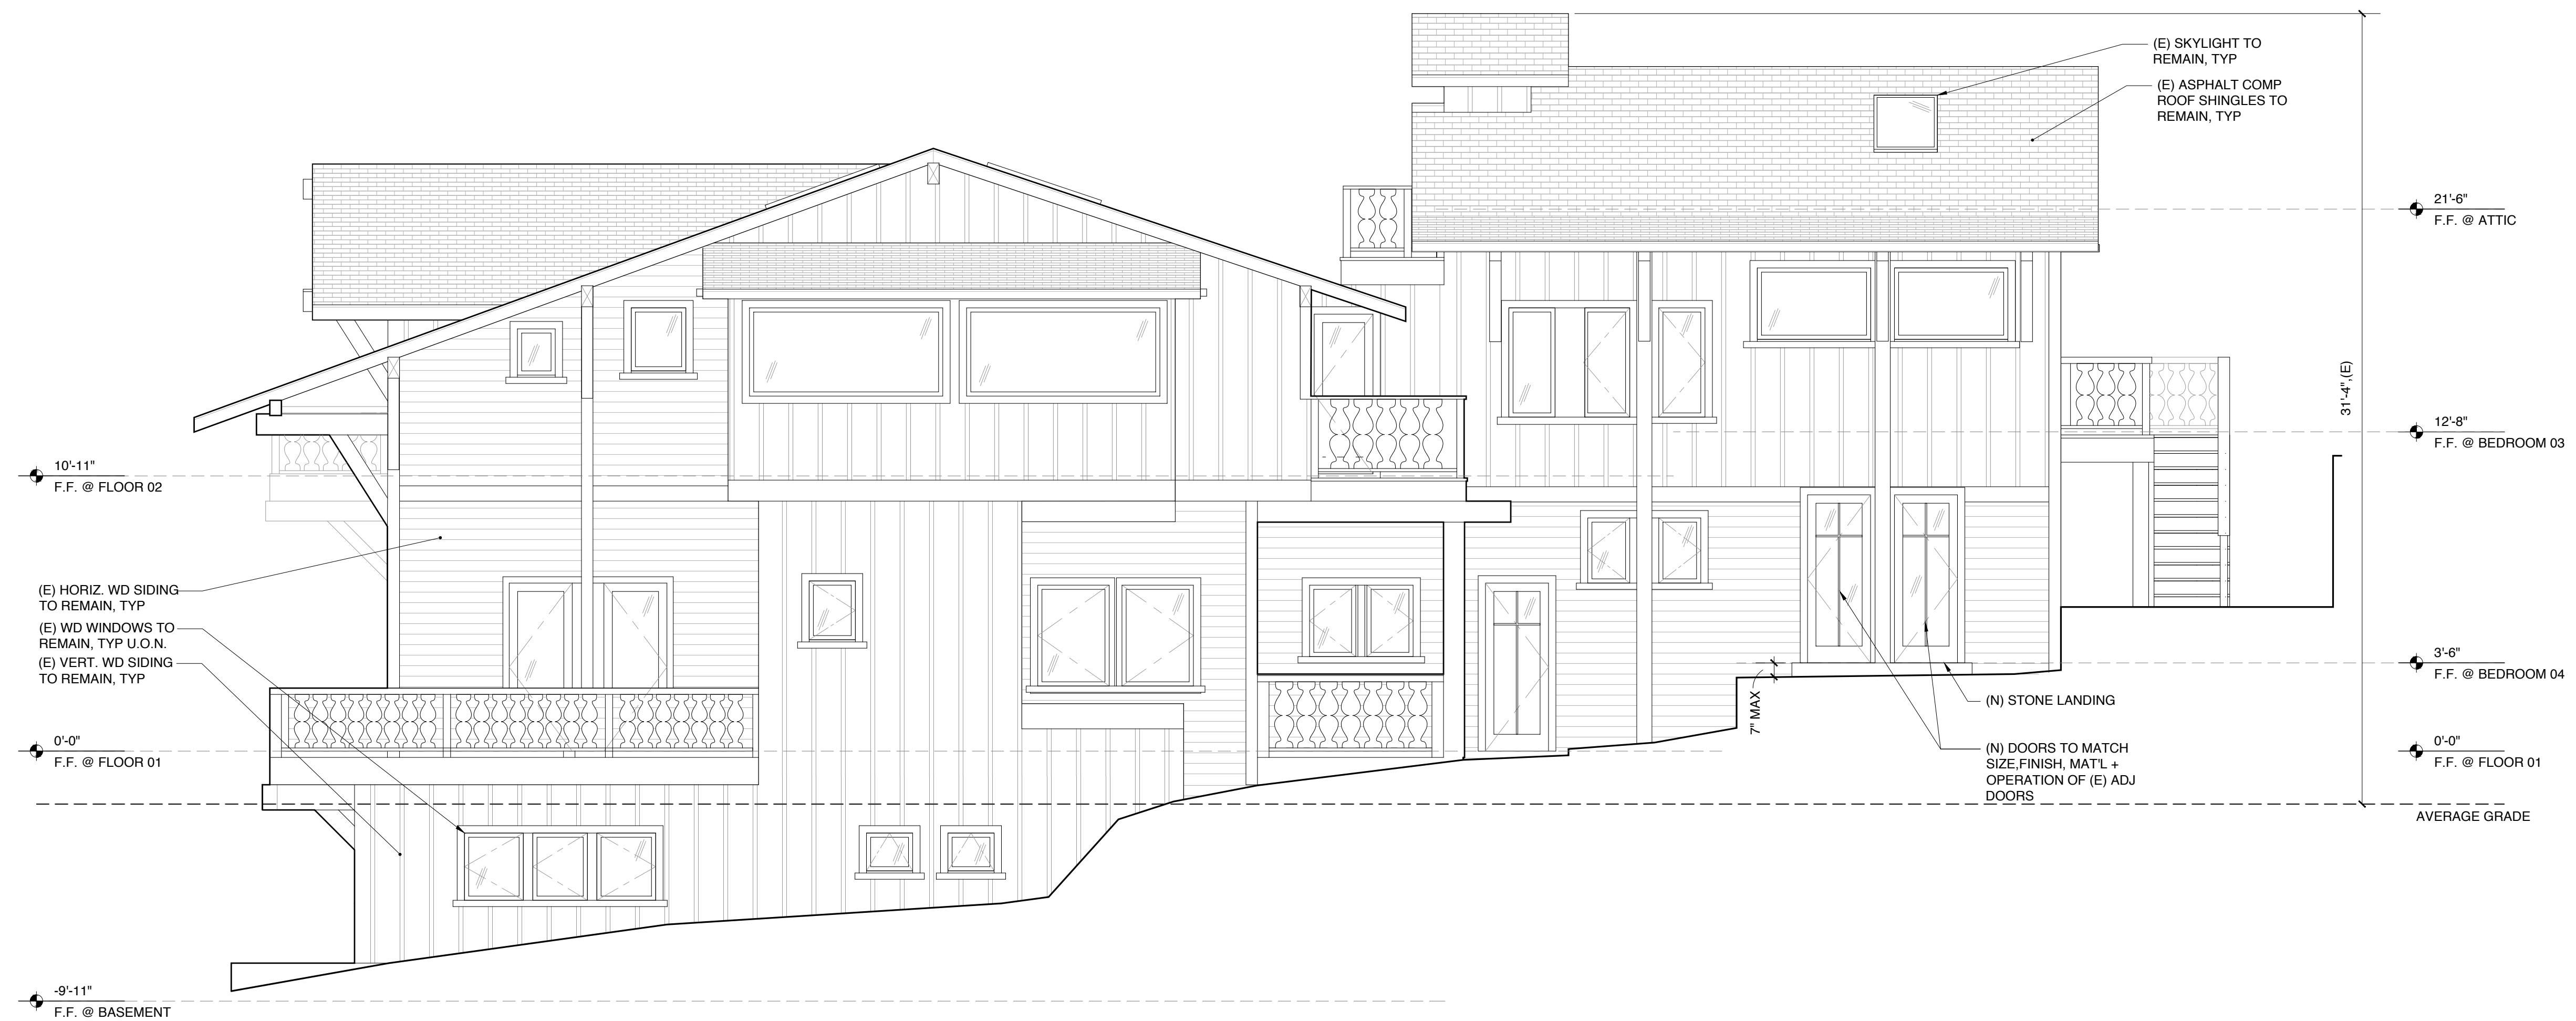 (E) SKYLIGHT TO
REMAIN, TYP
(E) ASPHALT COMP
ROOF SHINGLES TO
REMAIN, TYP
21'-6"
F.F. @ ATTIC
31'-4",(E)
12'-8"
F.F. @ BEDROOM 03
10'-11"
F.F. @ FLOOR 02
(E) HORIZ. WD SIDING
TO REMAIN, TYP
(E) WD WINDOWS TO
REMAIN, TYP U.O.N.
(E) VERT. WD SIDING
TO REMAIN, TYP
3'-6"
F.F. @ BEDROOM 04
7" MAX
(N) STONE LANDING
0'-0"
F.F. @ FLOOR 01
(N) DOORS TO MATCH
SIZE,FINISH, MAT'L +
OPERATION OF (E) ADJ
DOORS
0'-0"
F.F. @ FLOOR 01
AVERAGE GRADE
-9'-11"
F.F. @ BASEMENT